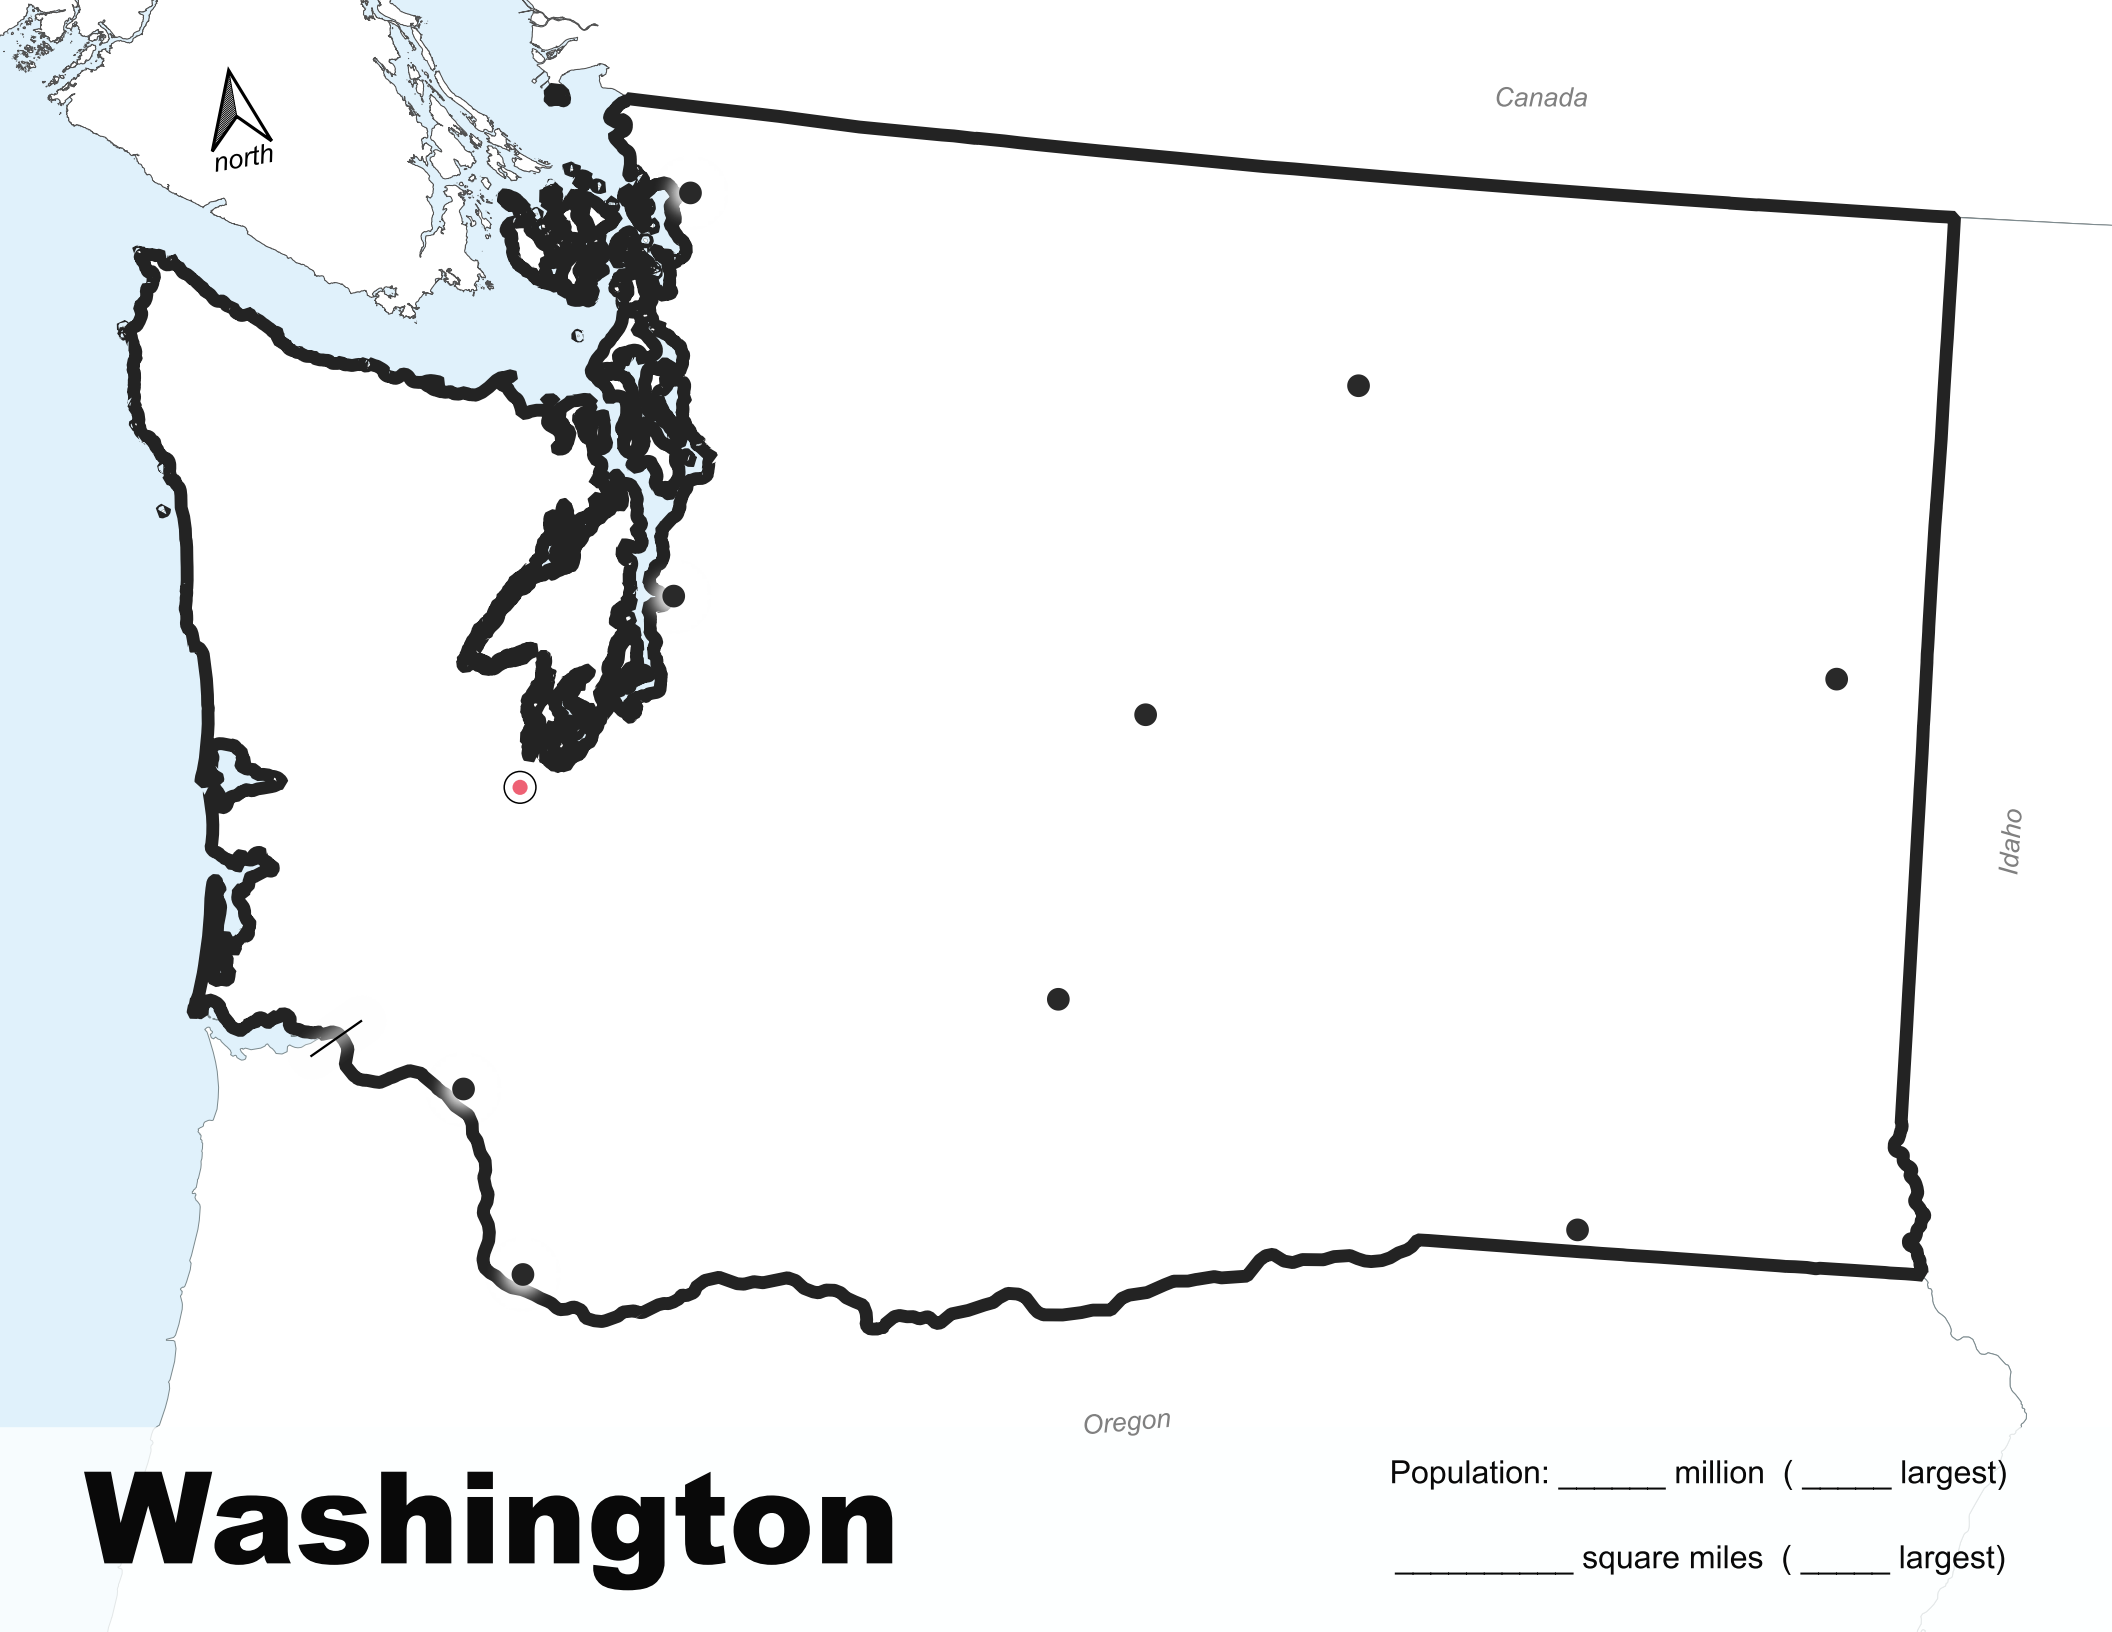 Canada
north
Idaho
Oregon
Washington
Population: ______ million ( _____ largest)
__________ square miles ( _____ largest)